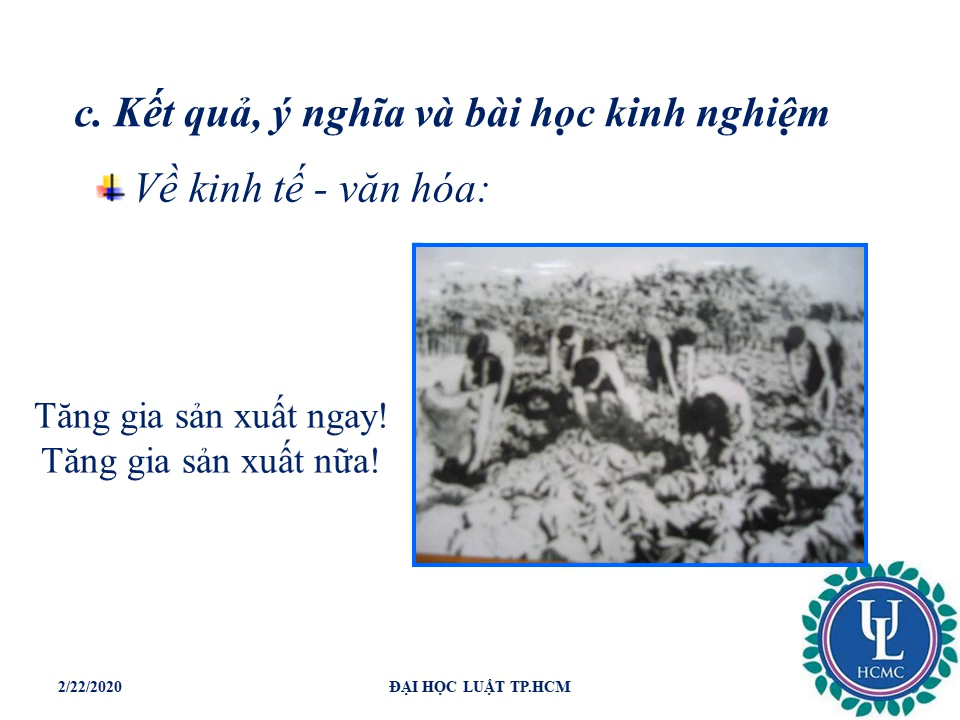 c. Kết quả, ý nghĩa và bài học kinh nghiệm
Về kinh tế - văn hóa:
Tăng gia sản xuất ngay!
Tăng gia sản xuất nữa!
UL
HCMC
2/22/2020
ĐẠI HỌC LUẬT TP.HCM